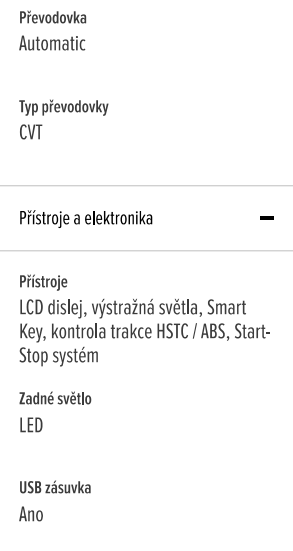 Převodovka
Automatic
Typ převodovky
CVT
Přístroje a elektronika
Přístroje
LCD dislej, výstražná světla, Smart
Key, kontrola trakce HSTC / ABS, Start-
Stop systém
Zadné světlo
LED
USB zásuvka
Ano